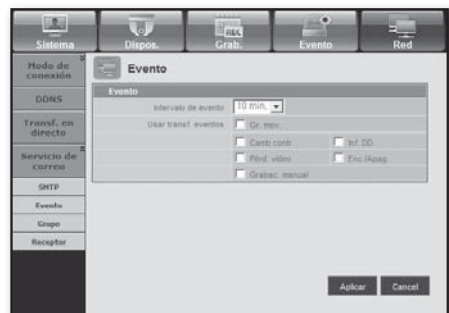 Sistema
Dispos.
Grab.
Evento
Red
Modo de conexión
DDNS
Transf. en directo
Servicio de correo
SMTP
Evento
Grupo
Receptor
Evento
Evento
Intervalo de evento 10 min.
Usar transf. eventos Gr. mov.
Camb contr. Inf. DD
Pérd. vídeo Enc./Apag.
Grabac. manual
Aplicar Cancel